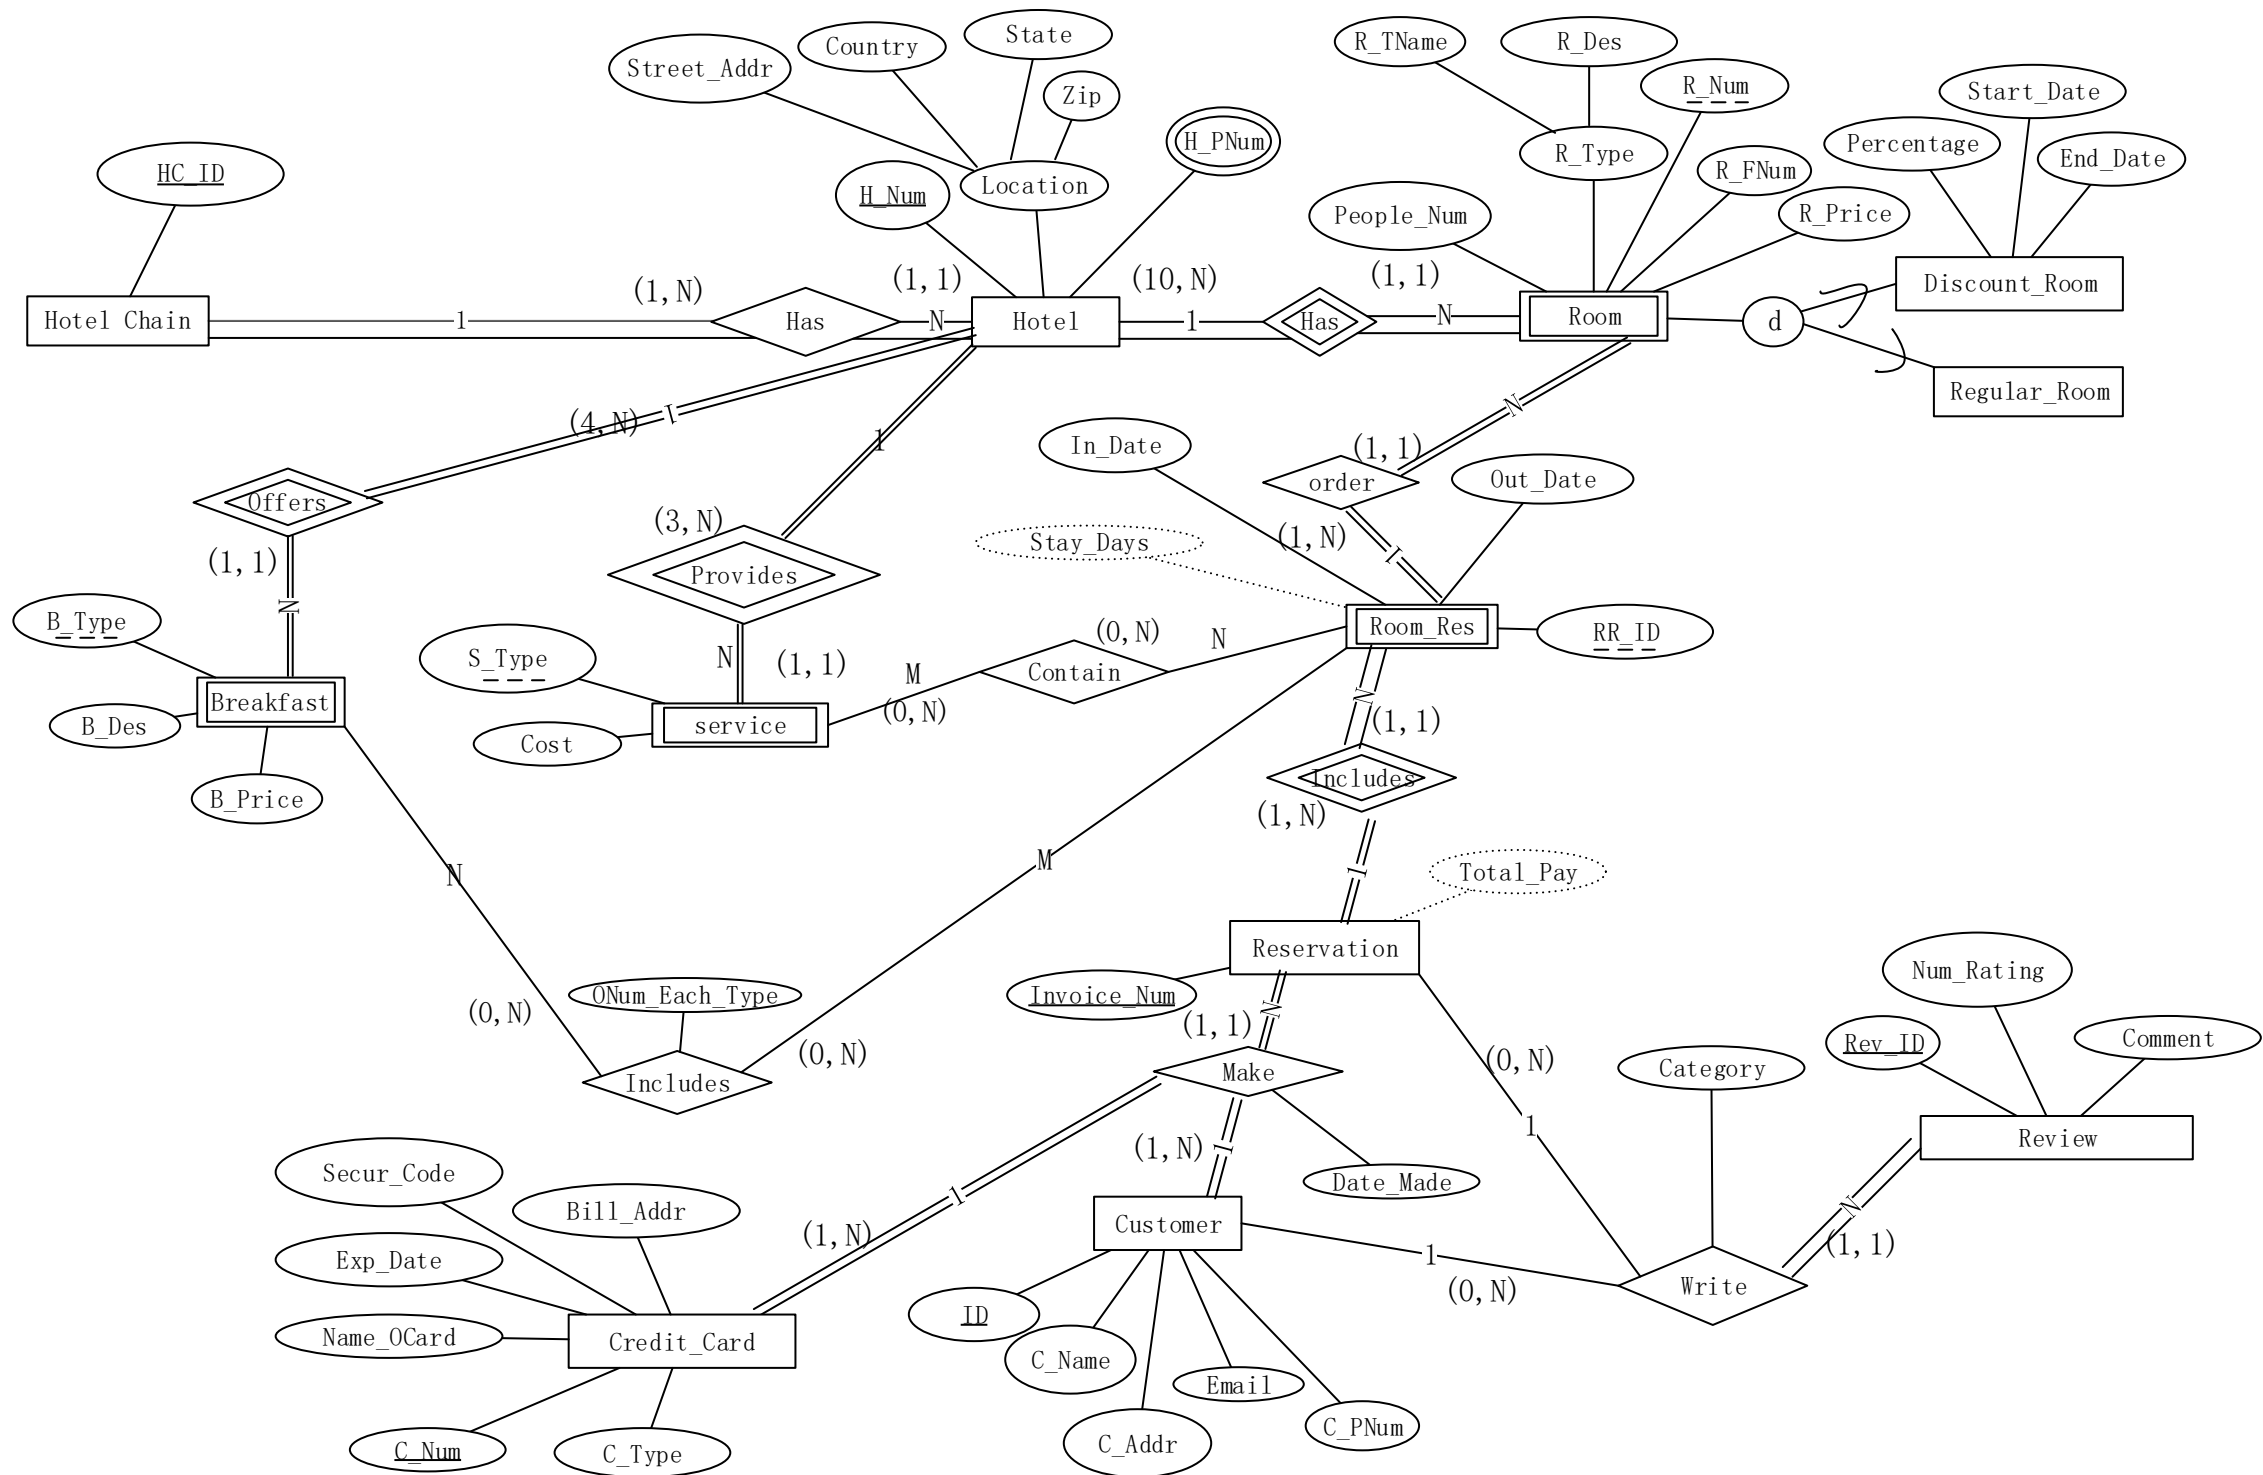 State
Country
R_TName
R_Des
Street_Addr
Zip
R_Num
Start_Date
H_PNum
Percentage
R_Type
End_Date
HC_ID
R_FNum
Location
H_Num
People_Num
R_Price
(1,N)
(1,1)
(10,N)
(1,1)
Discount_Room
Hotel Chain
1
Has
N
Hotel
1
Has
N
Room
d
Regular_Room
(4,N)
1
1
N
In_Date
(1,1)
order
Out_Date
Offers
(3,N)
Stay_Days
(1,N)
1
(1,1)
Provides
N
B_Type
S_Type
N
(1,1)
(0,N)
N
Room_Res
RR_ID
Contain
M
(0,N)
Breakfast
B_Des
service
Cost
N
(1,1)
B_Price
Includes
(1,N)
N
M
1
Total_Pay
Reservation
Num_Rating
ONum_Each_Type
Invoice_Num
N
(0,N)
(1,1)
Rev_ID
Comment
(0,N)
(0,N)
Category
Includes
Make
1
Review
(1,N)
1
Secur_Code
Date_Made
1
N
Bill_Addr
(1,N)
Customer
(1,1)
Exp_Date
1
(0,N)
Write
ID
Name_OCard
Credit_Card
C_Name
Email
C_PNum
C_Num
C_Type
C_Addr